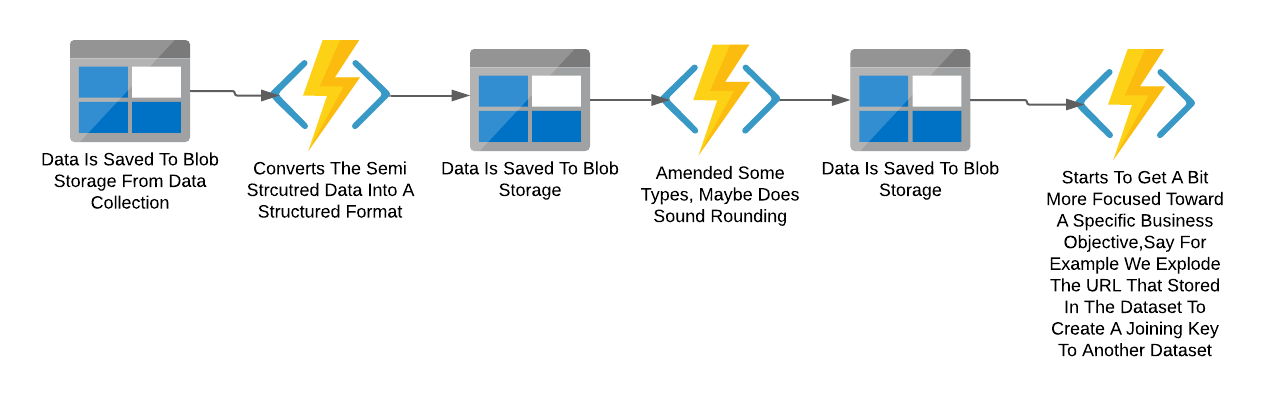 Data Is Saved To Blob
Storage From Data
Collection
Converts The Semi
Strcutred Data Into A
Structured Format
Data Is Saved To Blob
Storage
Amended Some
Types, Maybe Does
Sound Rounding
Data Is Saved To Blob
Storage
Starts To Get A Bit
More Focused Toward
A Specific Business
Objective,Say For
Example We Explode
The URL That Stored
In The Dataset To
Create A Joining Key
To Another Dataset